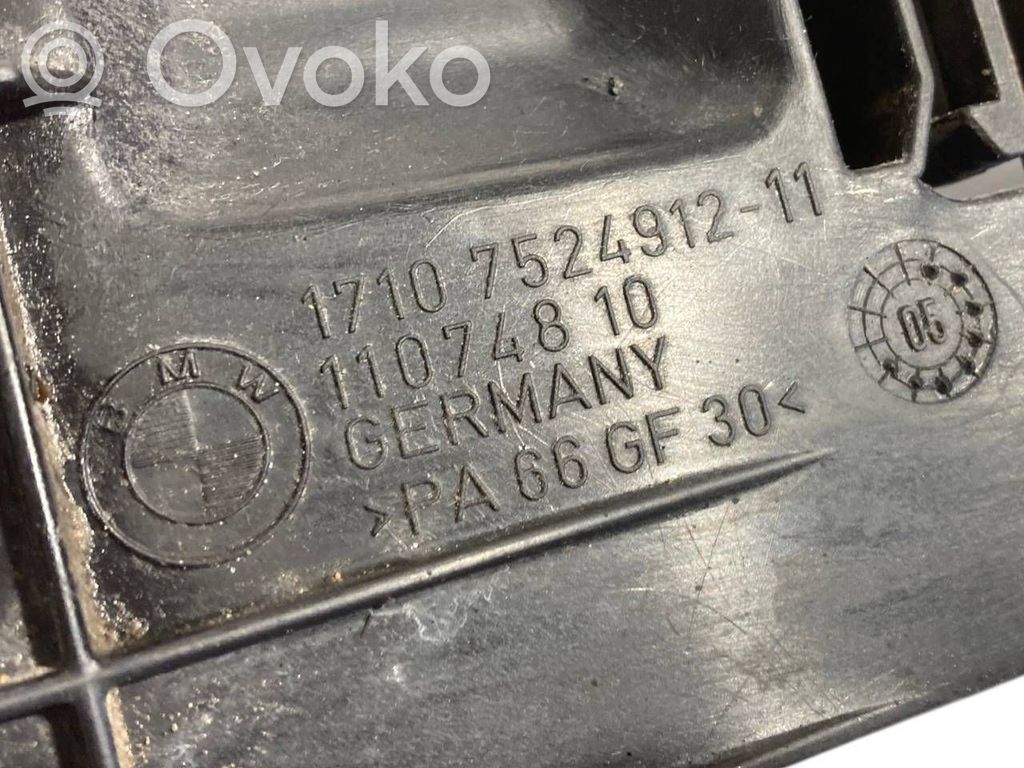 Ovoko
1710 7524912-11
110748 10
GERMANY
>PA 66 GF 30<
BMW
05